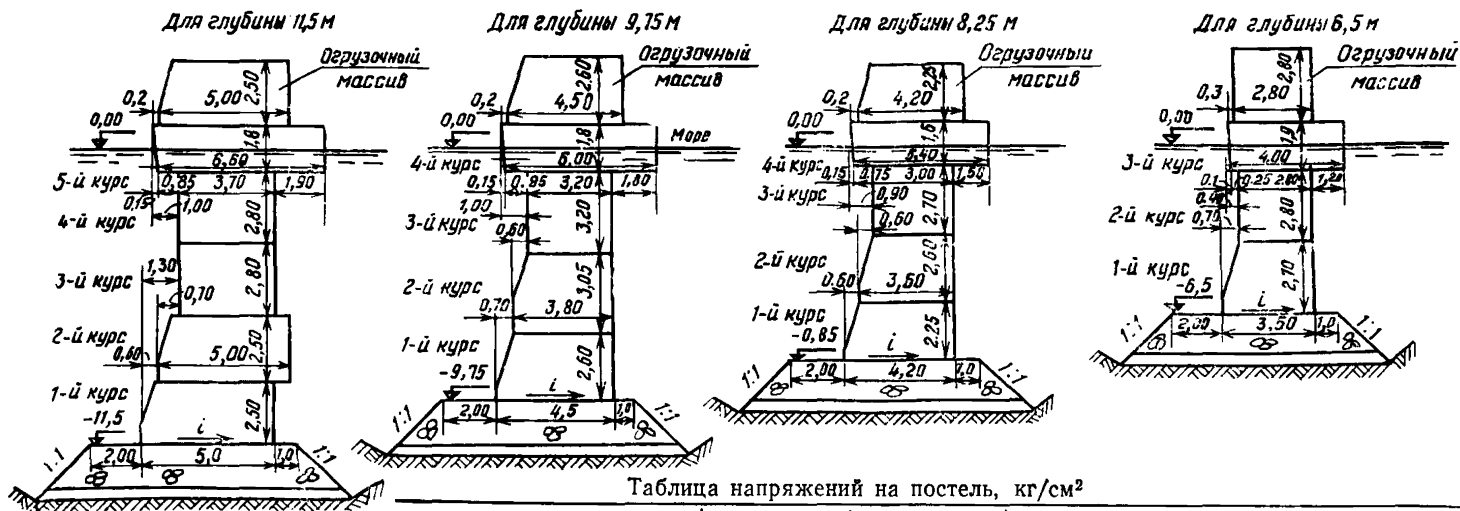 Для глубины 11,5 м
Огрузочный
массив
2,50
0,2
5,00
0,00
1,8
6,60
5-й курс
0,85
3,70
1,90
0,15
1,00
4-й курс
2,80
1,30
3-й курс
2,80
0,70
2-й курс
0,60
5,00
2,50
1-й курс
-11,5
2,50
i
1:1
2,00
5,0
1,0
1:1
Для глубины 9,75 м
Огрузочный
массив
2.60
0,2
4,50
0,00
1,8
Море
4-й курс
6,00
0,15
0,95
3,20
1,80
1,00
3-й курс
3,20
0,60
2-й курс
3,05
0,70
3,80
1-й курс
-9,75
2,60
i
1:1
2,00
4,5
1,0
1:1
Для глубины 8,25 м
Огрузочный
массив
2,25
0,2
4,20
0,00
1,6
4-й курс
5,40
0,15
0,75
3,00
1,50
3-й курс
0,90
0,60
2,70
2-й курс
2,60
0,60
3,60
1-й курс
-0,85
2.25
i
1:1
2,00
4,20
1,0
1:1
Для глубины 6,5 м
Огрузочный
массив
2,80
0,3
2,80
0,00
1,9
3-й курс
4,00
0,1
0,25
2.80
1,20
0,40
2-й курс
0,70
2,80
1-й курс
-6,5
2,70
i
1:1
2,00
3,50
1,0
1:1
Таблица напряжений на постель, кг/см²